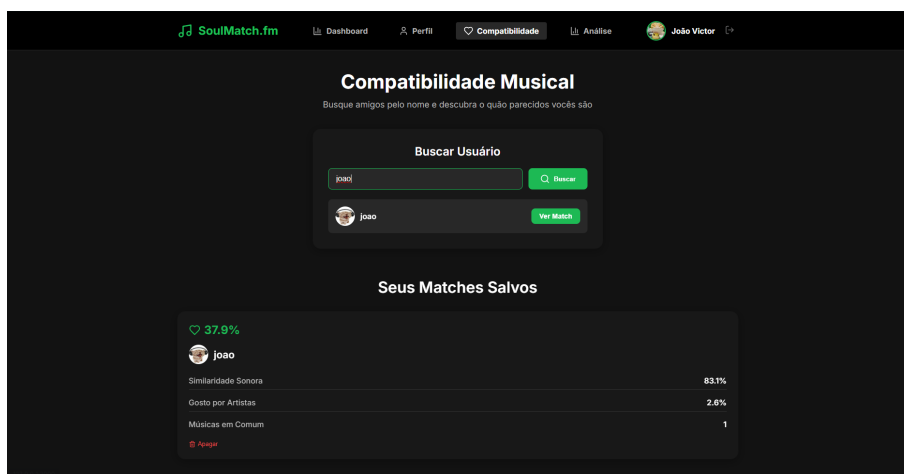 SoulMatch.fm Dashboard Perfil Compatibilidade Análise João Victor
Compatibilidade Musical
Busque amigos pelo nome e descubra o quão parecidos vocês são
Buscar Usuário
joao Buscar
joao Ver Match
Seus Matches Salvos
37.9%
joao
Similaridade Sonora 83.1%
Gosto por Artistas 2.6%
Músicas em Comum 1
Apagar